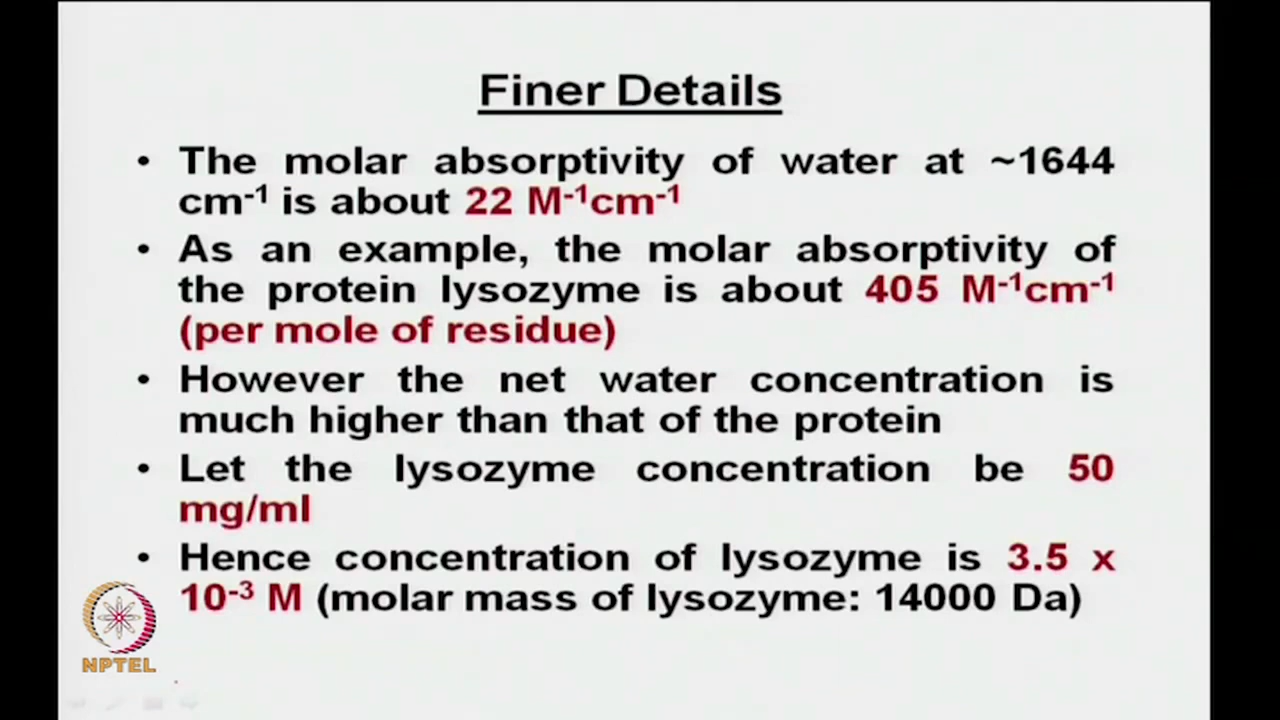 Finer Details
• The molar absorptivity of water at ~1644
cm⁻¹ is about 22 M⁻¹cm⁻¹
• As an example, the molar absorptivity of
the protein lysozyme is about 405 M⁻¹cm⁻¹
(per mole of residue)
• However the net water concentration is
much higher than that of the protein
• Let the lysozyme concentration be 50
mg/ml
• Hence concentration of lysozyme is 3.5 x
10⁻³ M (molar mass of lysozyme: 14000 Da)
NPTEL